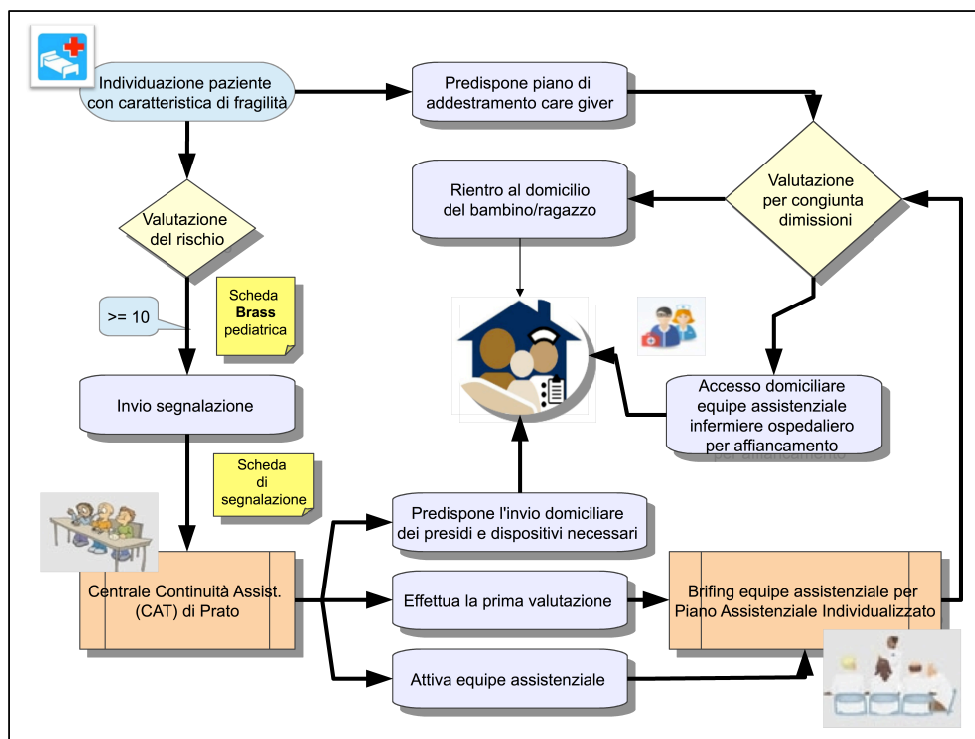 Individuazione paziente
con caratteristica di fragilità
Predispone piano di
addestramento care giver
Valutazione
del rischio
Rientro al domicilio
del bambino/ragazzo
Valutazione
per congiunta
dimissioni
>= 10
Scheda
Brass
pediatrica
Invio segnalazione
Accesso domiciliare
equipe assistenziale
infermiere ospedaliero
per affiancamento
Scheda
di
segnalazione
Predispone l'invio domiciliare
dei presidi e dispositivi necessari
Centrale Continuità Assist.
(CAT) di Prato
Effettua la prima valutazione
Brifing equipe assistenziale per
Piano Assistenziale Individualizzato
Attiva equipe assistenziale